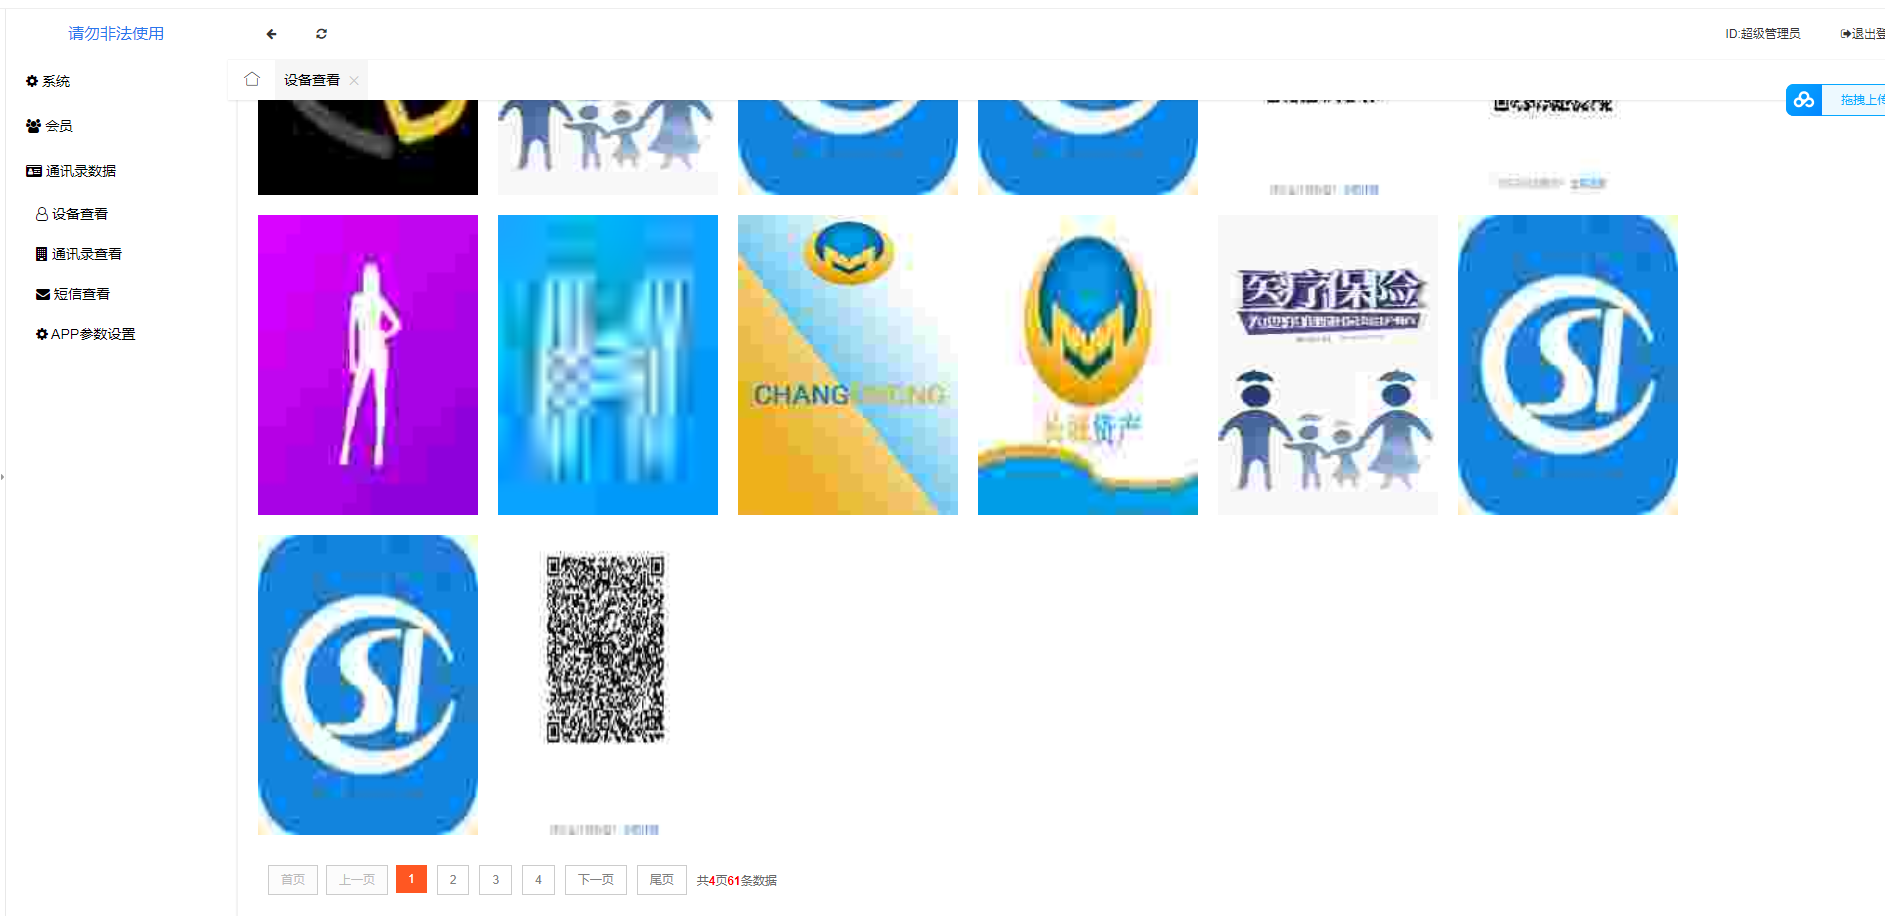 请勿非法使用
ID:超级管理员
退出登
系统
会员
通讯录数据
设备查看
通讯录查看
短信查看
APP参数设置
设备查看
拖拽上传
医疗保险
CHANG
资产
首页 上一页 1 2 3 4 下一页 尾页 共4页61条数据